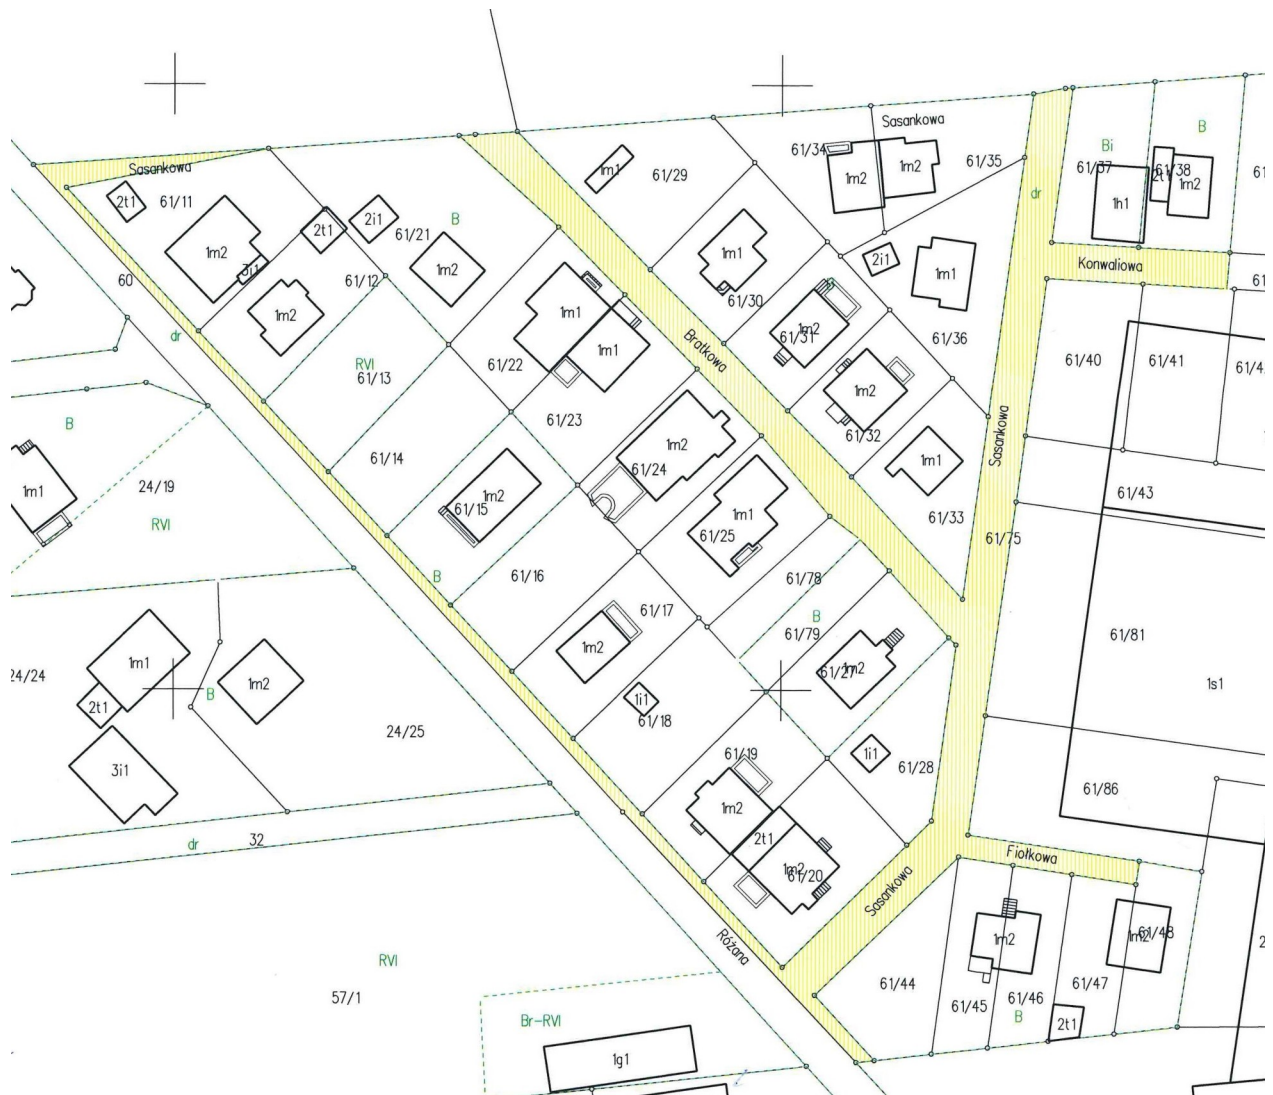 Sasankowa
61/34
61/35
Sasankowa
1m2
1m2
1m1
61/29
Bi
B
61/37
61/38
2t1
1m2
1h1
2t1
61/11
2t1
2i1
61/21
B
1m2
3i1
1m2
61/12
1m2
60
dr
dr
Konwaliowa
1m1
61/30
2i1
1m1
61/36
1m2
61/31
1m1
1m1
61/22
61/23
RVI
61/13
61/14
Bratkowa
1m2
61/32
1m1
61/33
Sasankowa
61/75
61/40
61/41
61/43
B
1m1
24/19
RVI
1m2
61/15
B
61/16
1m2
61/24
1m1
61/25
61/78
B
61/79
1m2
61/27
61/17
1m2
1i1
61/18
61/19
61/81
1s1
61/86
24/24
1m1
2t1
3i1
B
1m2
24/25
dr
32
1i1
61/28
1m2
2t1
1m2
61/20
Sasankowa
Różana
Fiołkowa
1m2
1m2
61/48
61/44
61/45
61/46
61/47
B
2t1
RVI
57/1
Br-RVI
1g1